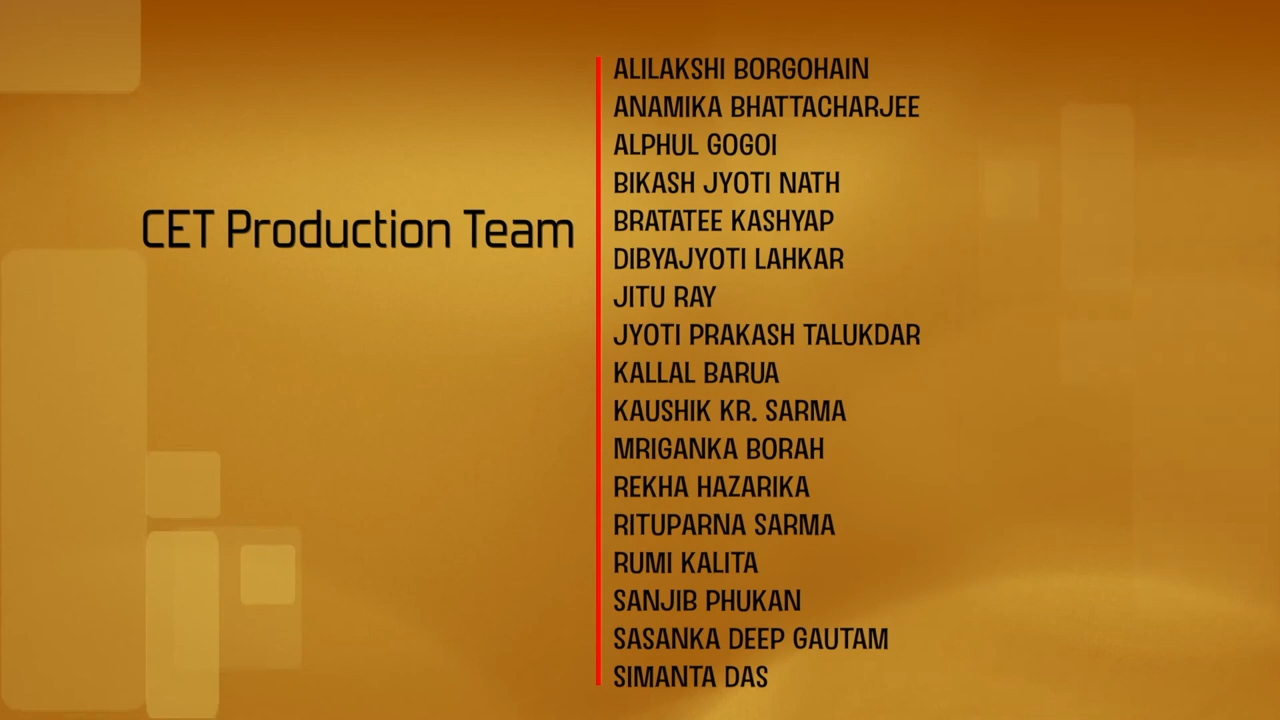 CET Production Team
ALILAKSHI BORGOHAIN
ANAMIKA BHATTACHARJEE
ALPHUL GOGOI
BIKASH JYOTI NATH
BRATATEE KASHYAP
DIBYAJYOTI LAHKAR
JITU RAY
JYOTI PRAKASH TALUKDAR
KALLAL BARUA
KAUSHIK KR. SARMA
MRIGANKA BORAH
REKHA HAZARIKA
RITUPARNA SARMA
RUMI KALITA
SANJIB PHUKAN
SASANKA DEEP GAUTAM
SIMANTA DAS